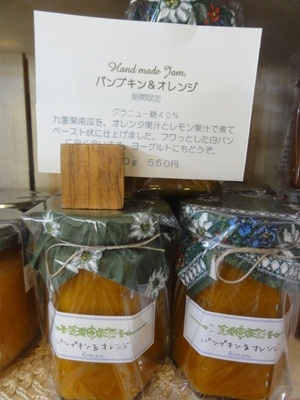 Hand made Jam.
パンプキン&オレンジ
期間限定
グラニュー糖40%
九重栗南瓜を、オレンジ果汁とレモン果汁で煮て
ペースト状に仕上げました。フワっとした白パン
ヨーグルトにもどうぞ。
0g 550円
パンプキン&オレンジ
パンプキン&オレンジ